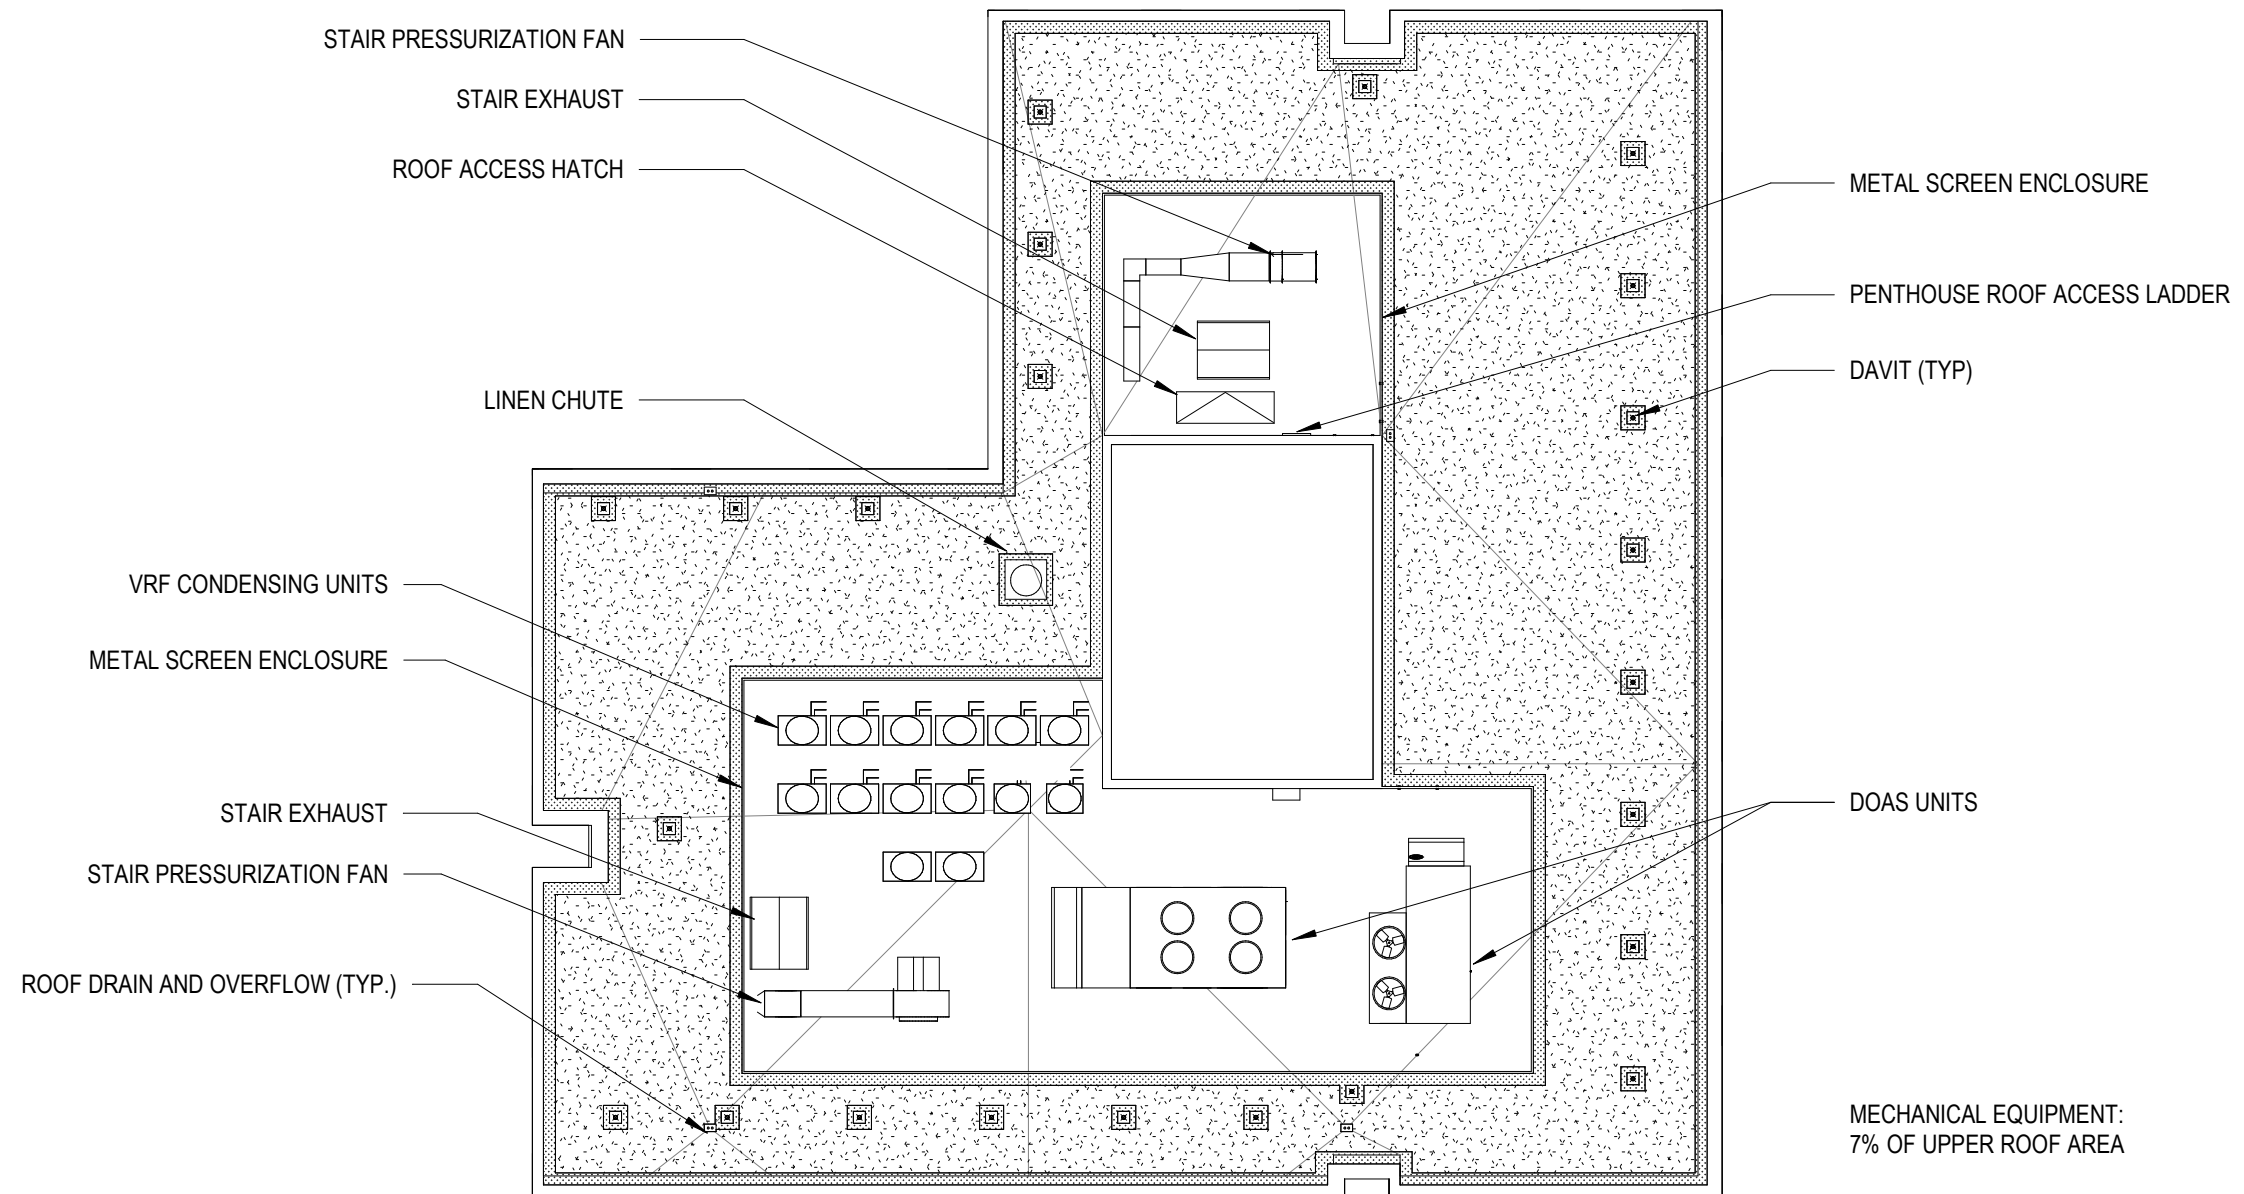 STAIR PRESSURIZATION FAN
STAIR EXHAUST
ROOF ACCESS HATCH
LINEN CHUTE
VRF CONDENSING UNITS
METAL SCREEN ENCLOSURE
STAIR EXHAUST
STAIR PRESSURIZATION FAN
ROOF DRAIN AND OVERFLOW (TYP.)
METAL SCREEN ENCLOSURE
PENTHOUSE ROOF ACCESS LADDER
DAVIT (TYP)
DOAS UNITS
MECHANICAL EQUIPMENT:
7% OF UPPER ROOF AREA